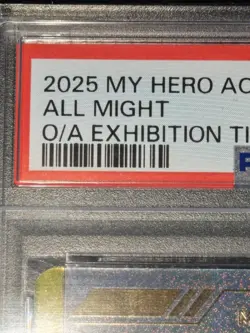 2025 MY HERO AC
ALL MIGHT
O/A EXHIBITION TI